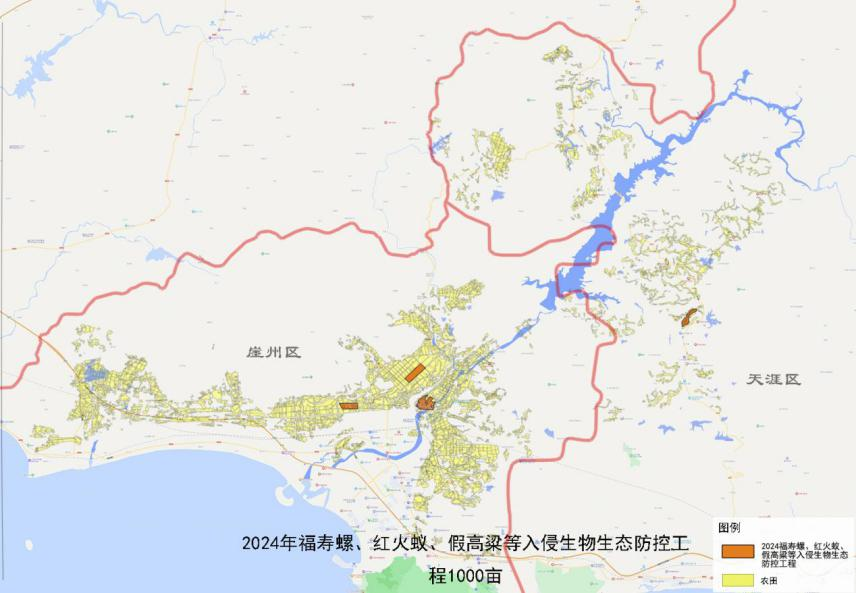 崖州区
天涯区
2024年福寿螺、红火蚁、假高粱等入侵生物生态防控工
程1000亩
图例
2024福寿螺、红火蚁、
假高粱等入侵生物生态
防控工程
农田